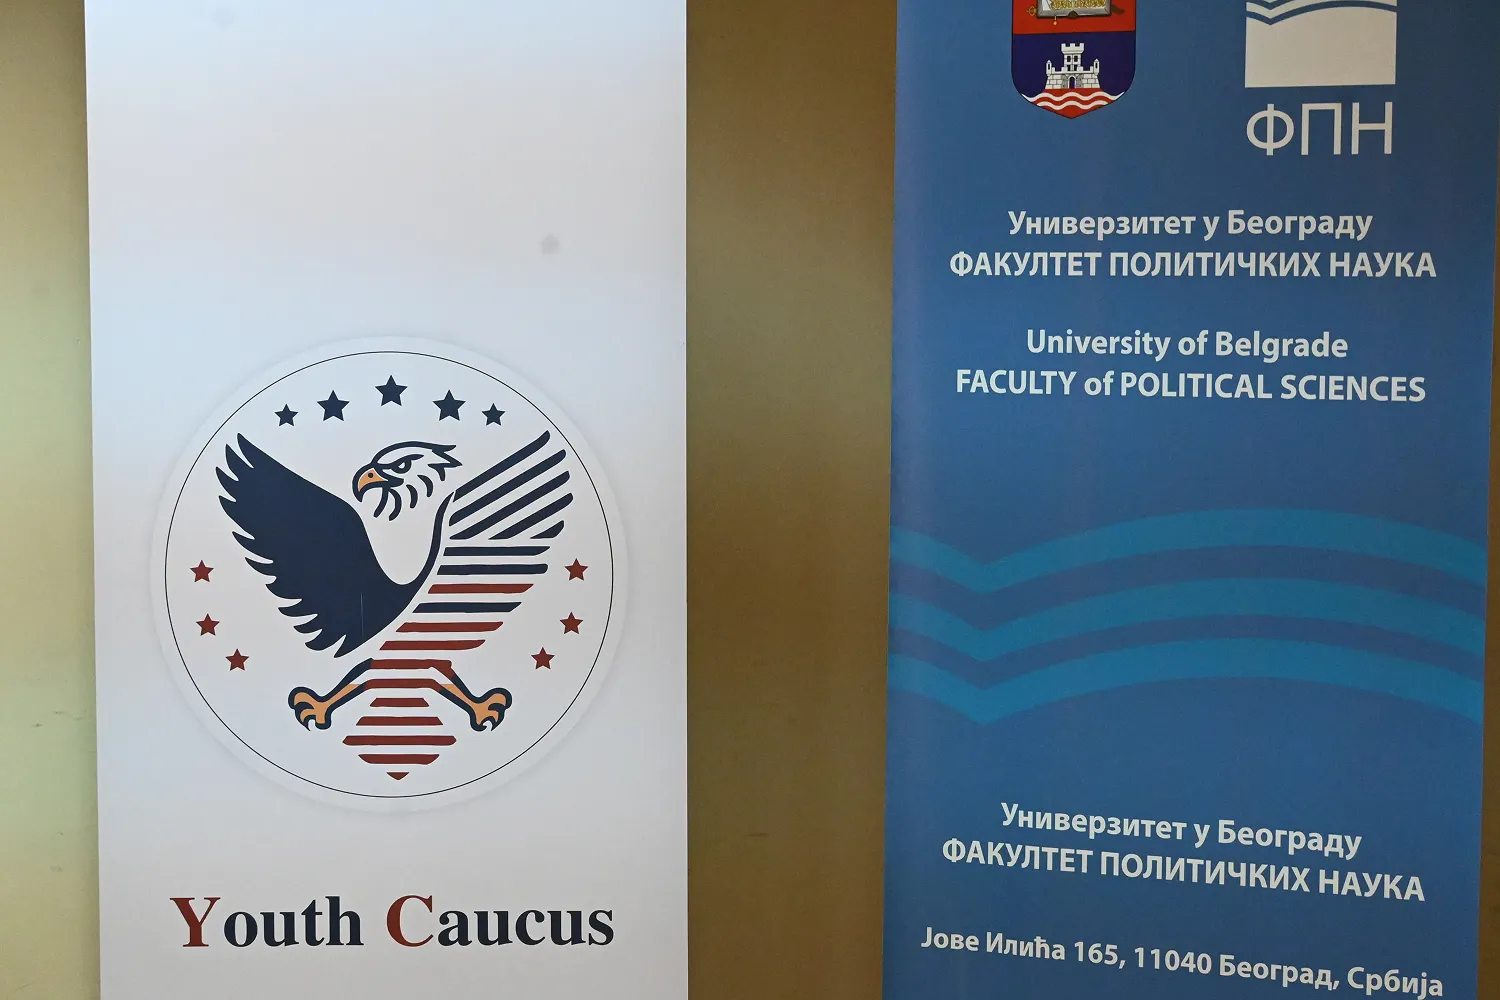 Youth Caucus
ФПН
Универзитет у Београду
ФАКУЛТЕТ ПОЛИТИЧКИХ НАУКА
University of Belgrade
FACULTY of POLITICAL SCIENCES
Универзитет у Београду
ФАКУЛТЕТ ПОЛИТИЧКИХ НАУКА
Јове Илића 165, 11040 Београд, Србија